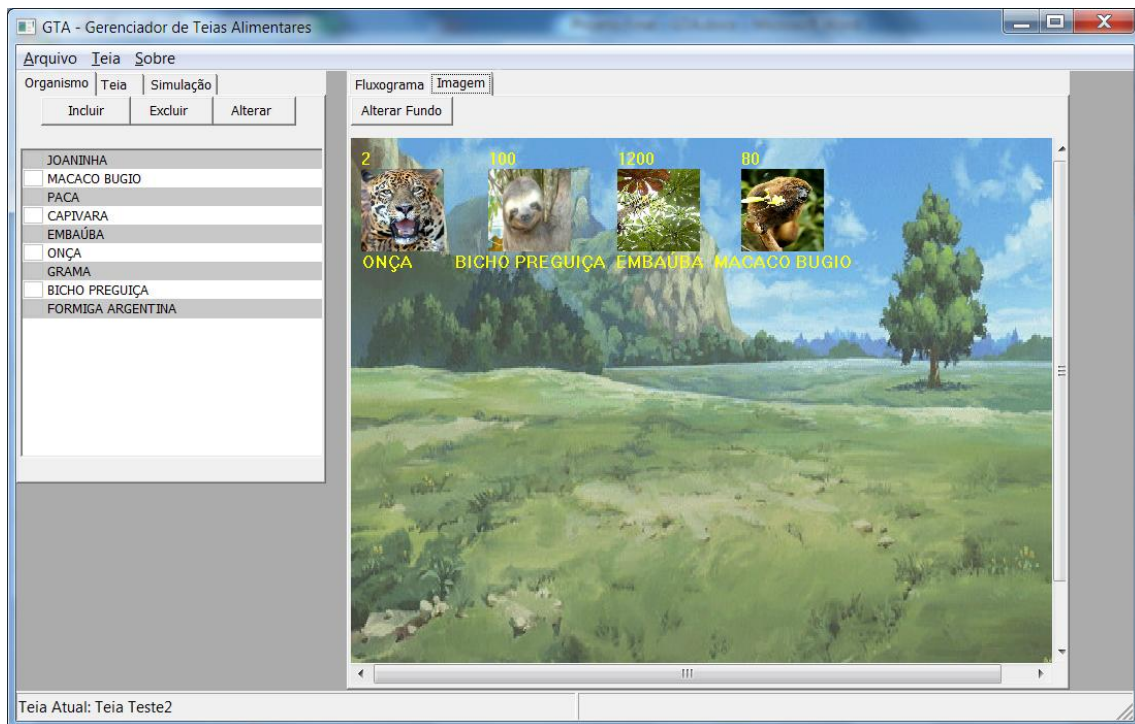 GTA - Gerenciador de Teias Alimentares
Arquivo Teia Sobre
Organismo Teia Simulação
Incluir Excluir Alterar
JOANINHA
MACACO BUGIO
PACA
CAPIVARA
EMBAÚBA
ONÇA
GRAMA
BICHO PREGUIÇA
FORMIGA ARGENTINA
Fluxograma Imagem
Alterar Fundo
2 100 1200 80
ONÇA BICHO PREGUIÇA EMBAÚBA MACACO BUGIO
Teia Atual: Teia Teste2